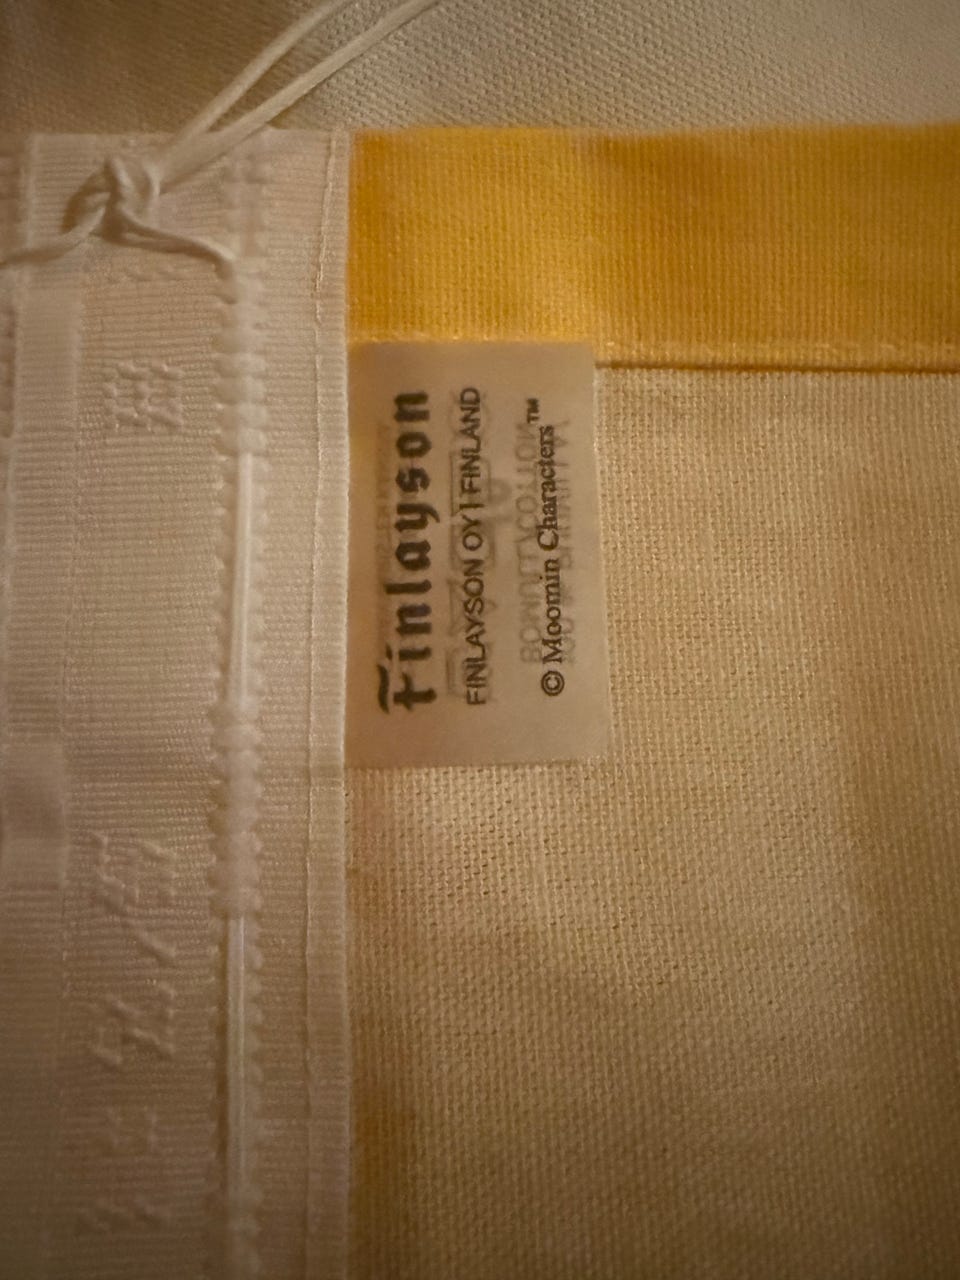 Finlayson
FINLAYSON OY | FINLAND
© Moomin Characters™